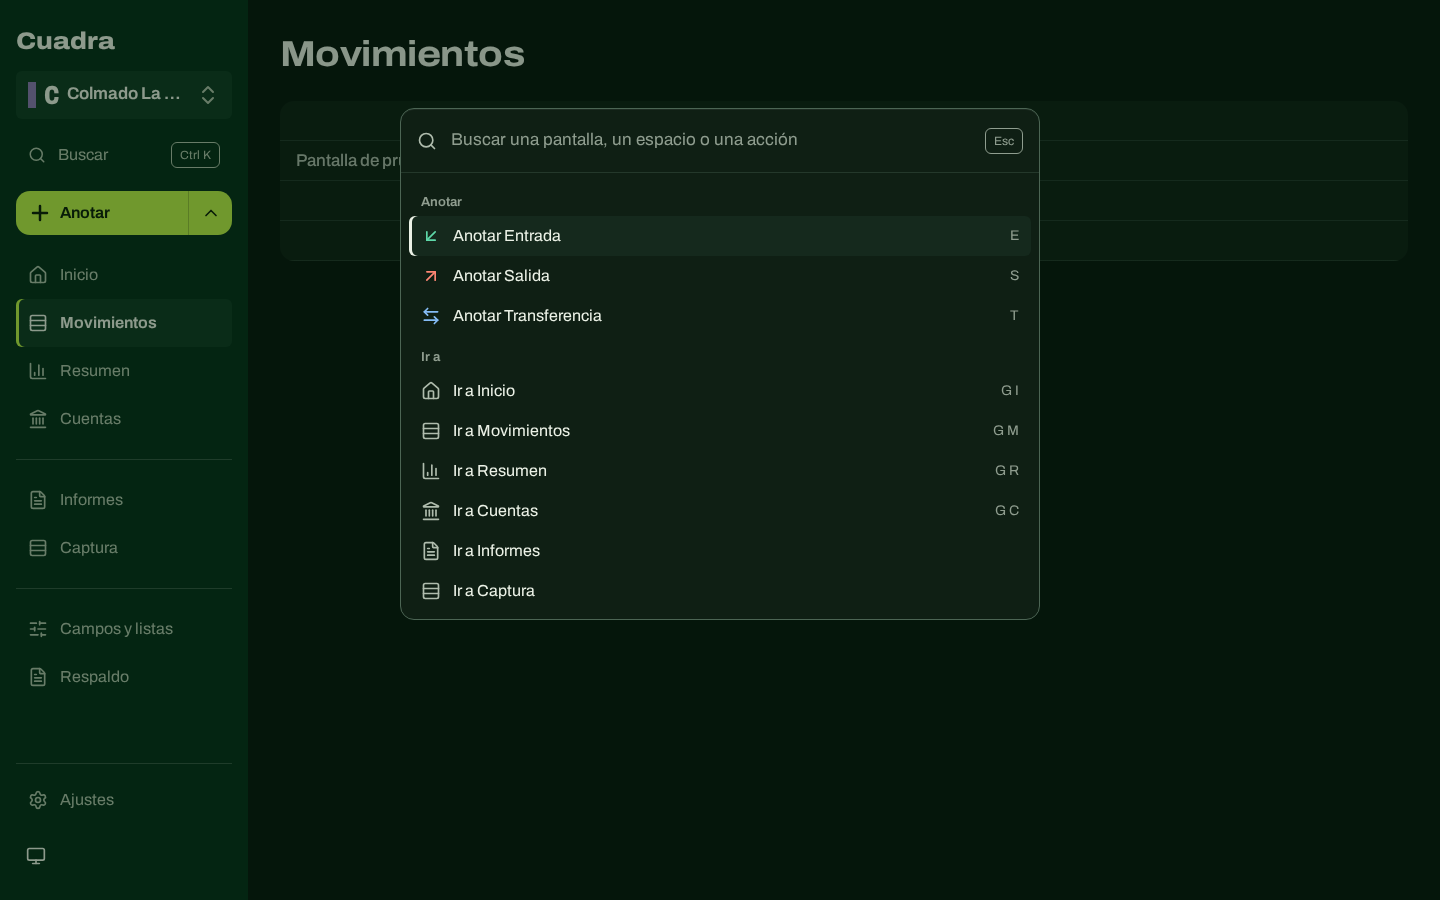 Cuadra
C Colmado La ...
Buscar Ctrl K
Anotar
Inicio
Movimientos
Resumen
Cuentas
Informes
Captura
Campos y listas
Respaldo
Ajustes
Movimientos
Pantalla de
Buscar una pantalla, un espacio o una acción Esc
Anotar
Anotar Entrada E
Anotar Salida S
Anotar Transferencia T
Ir a
Ir a Inicio G I
Ir a Movimientos G M
Ir a Resumen G R
Ir a Cuentas G C
Ir a Informes
Ir a Captura